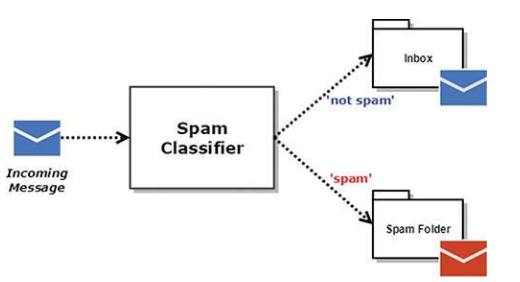 Inbox
'not spam'
Spam
Classifier
Incoming
Message
'spam'
Spam Folder